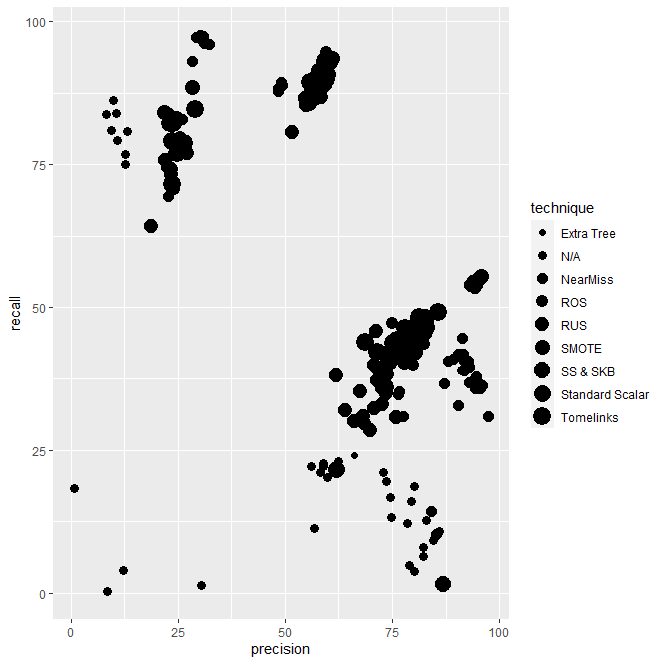 100
75
50
25
0
recall
0
25
50
75
100
precision
technique
Extra Tree
N/A
NearMiss
ROS
RUS
SMOTE
SS & SKB
Standard Scalar
Tomelinks